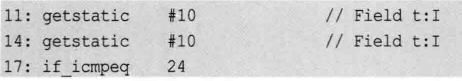 11: getstatic #10 // Field t:I
14: getstatic #10 // Field t:I
17: if_icmpeq 24